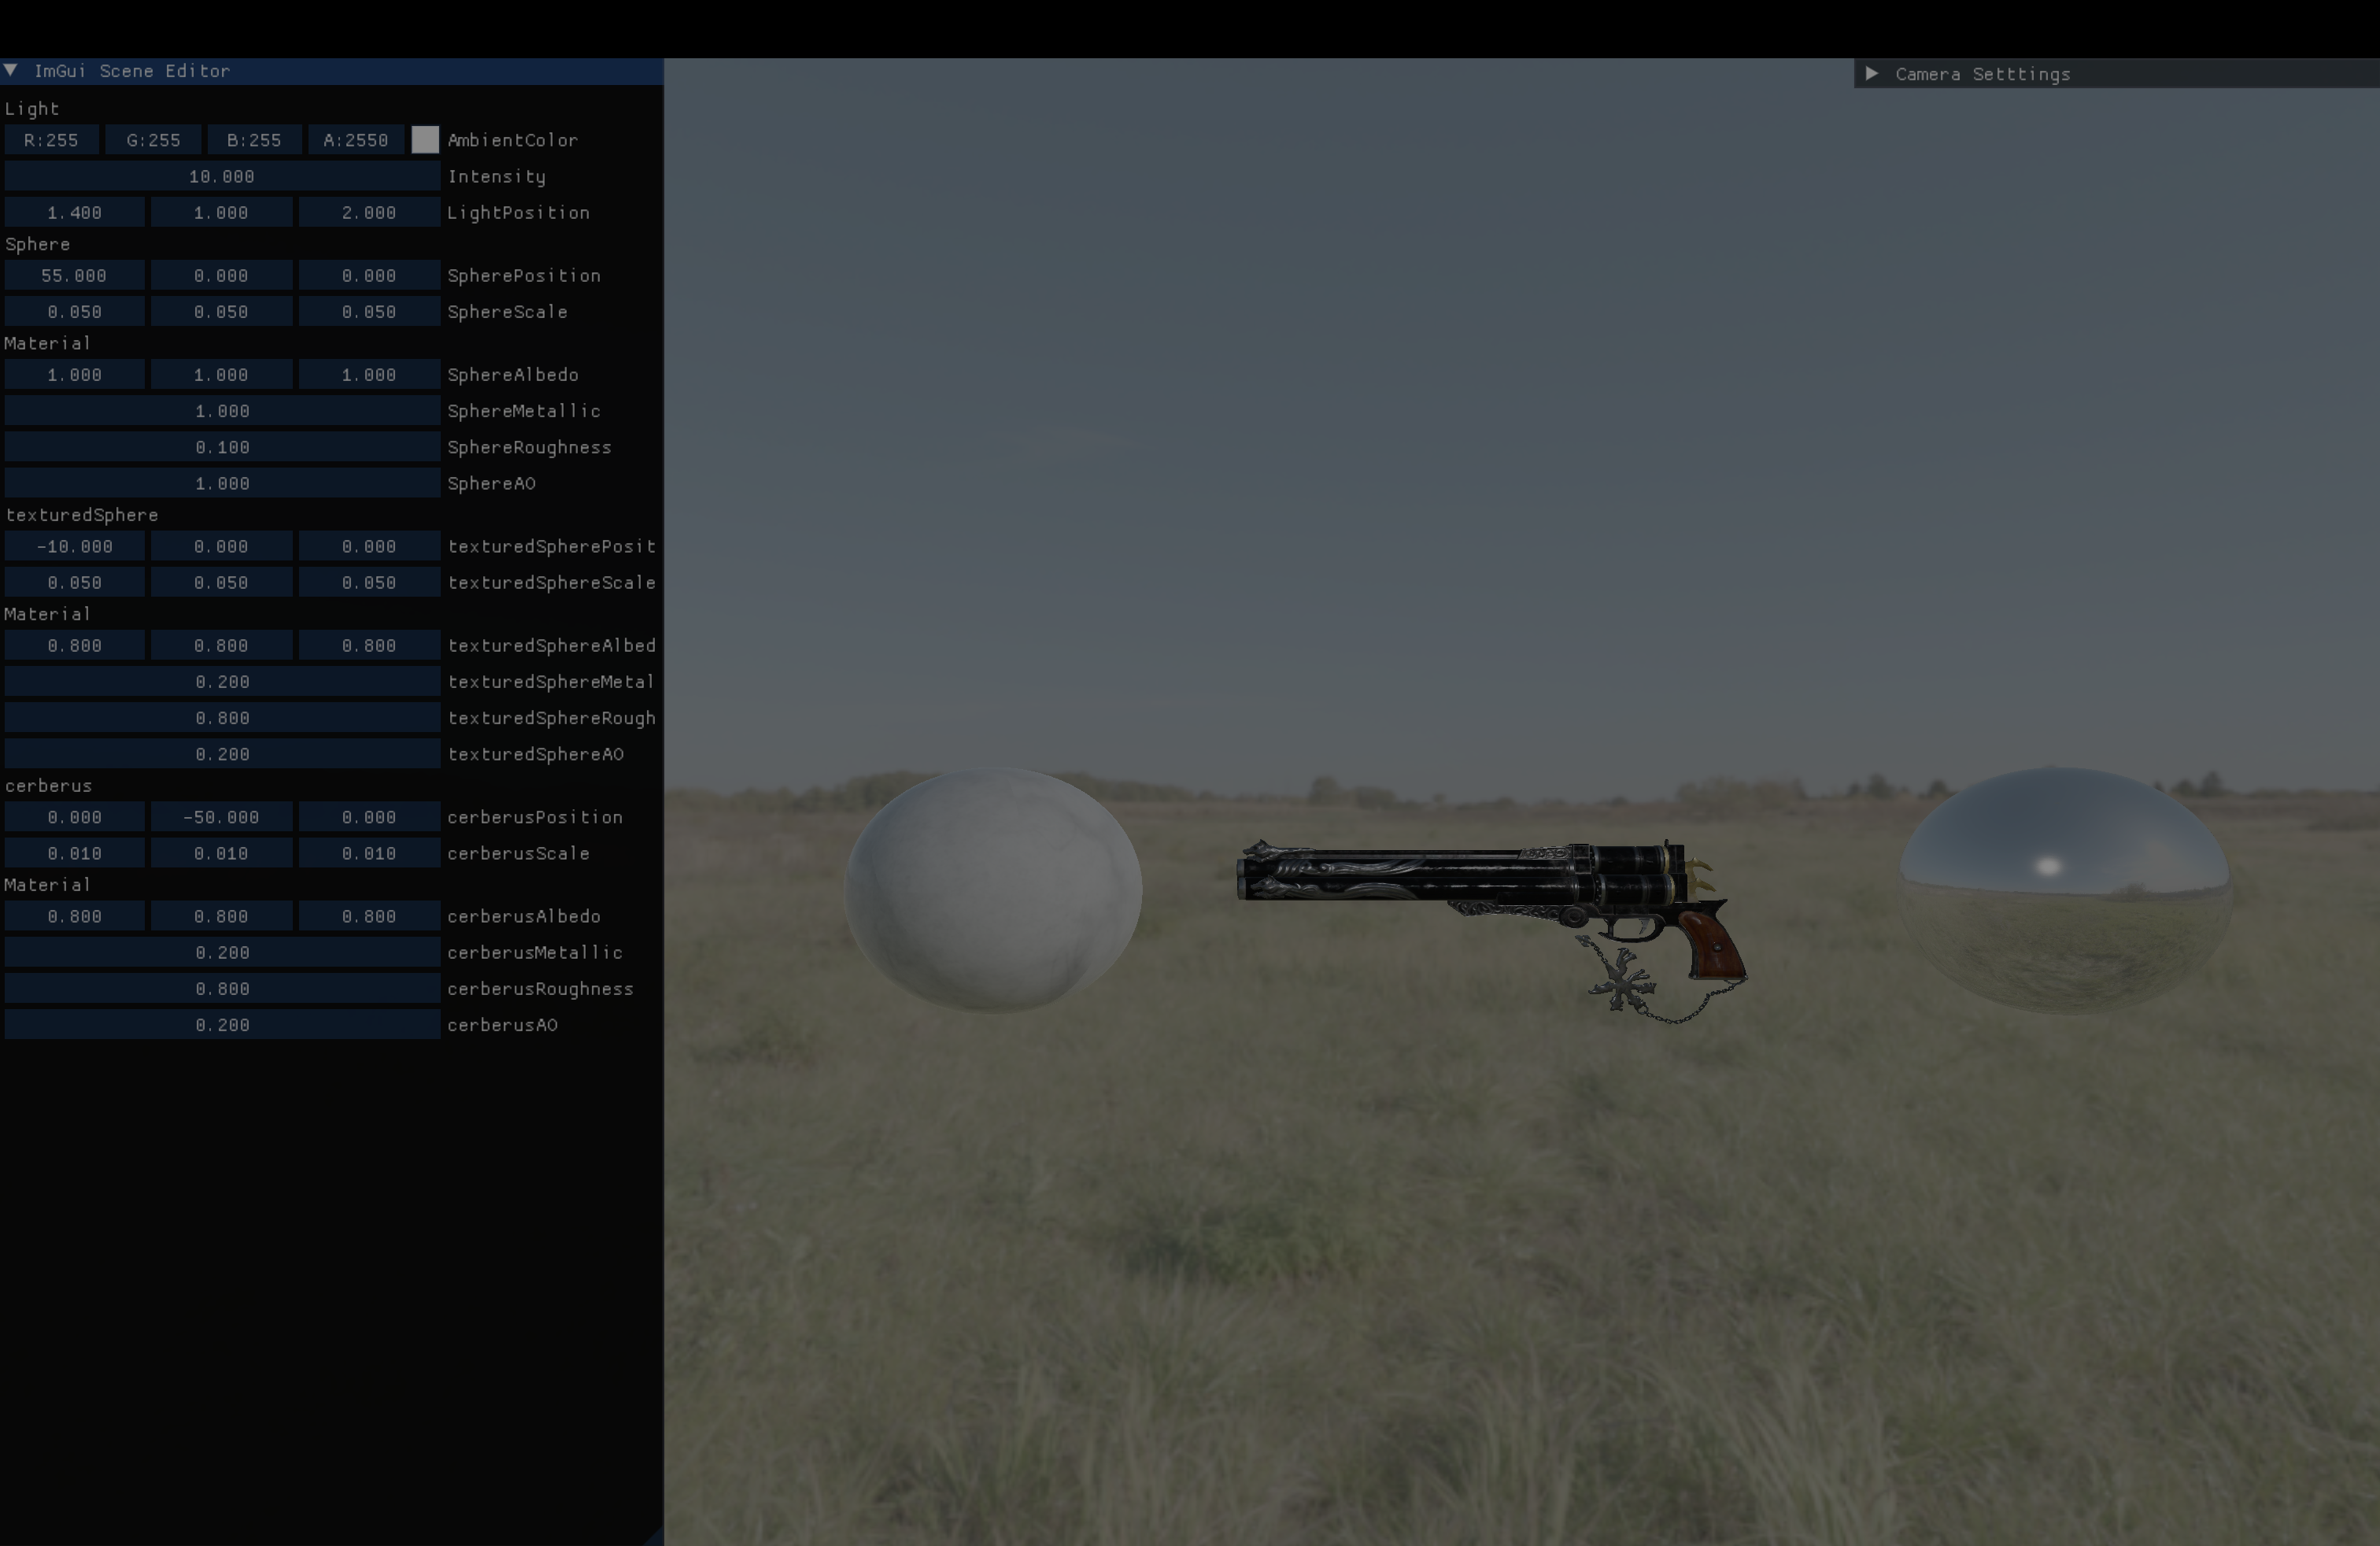 ImGui Scene Editor
Camera Setttings
Light
R:255 G:255 B:255 A:2550 AmbientColor
10.000 Intensity
1.400 1.000 2.000 LightPosition
Sphere
55.000 0.000 0.000 SpherePosition
0.050 0.050 0.050 SphereScale
Material
1.000 1.000 1.000 SphereAlbedo
1.000 SphereMetallic
0.100 SphereRoughness
1.000 SphereAO
texturedSphere
-10.000 0.000 0.000 texturedSpherePosit
0.050 0.050 0.050 texturedSphereScale
Material
0.800 0.800 0.800 texturedSphereAlbed
0.200 texturedSphereMetal
0.800 texturedSphereRough
0.200 texturedSphereAO
cerberus
0.000 -50.000 0.000 cerberusPosition
0.010 0.010 0.010 cerberusScale
Material
0.800 0.800 0.800 cerberusAlbedo
0.200 cerberusMetallic
0.800 cerberusRoughness
0.200 cerberusAO